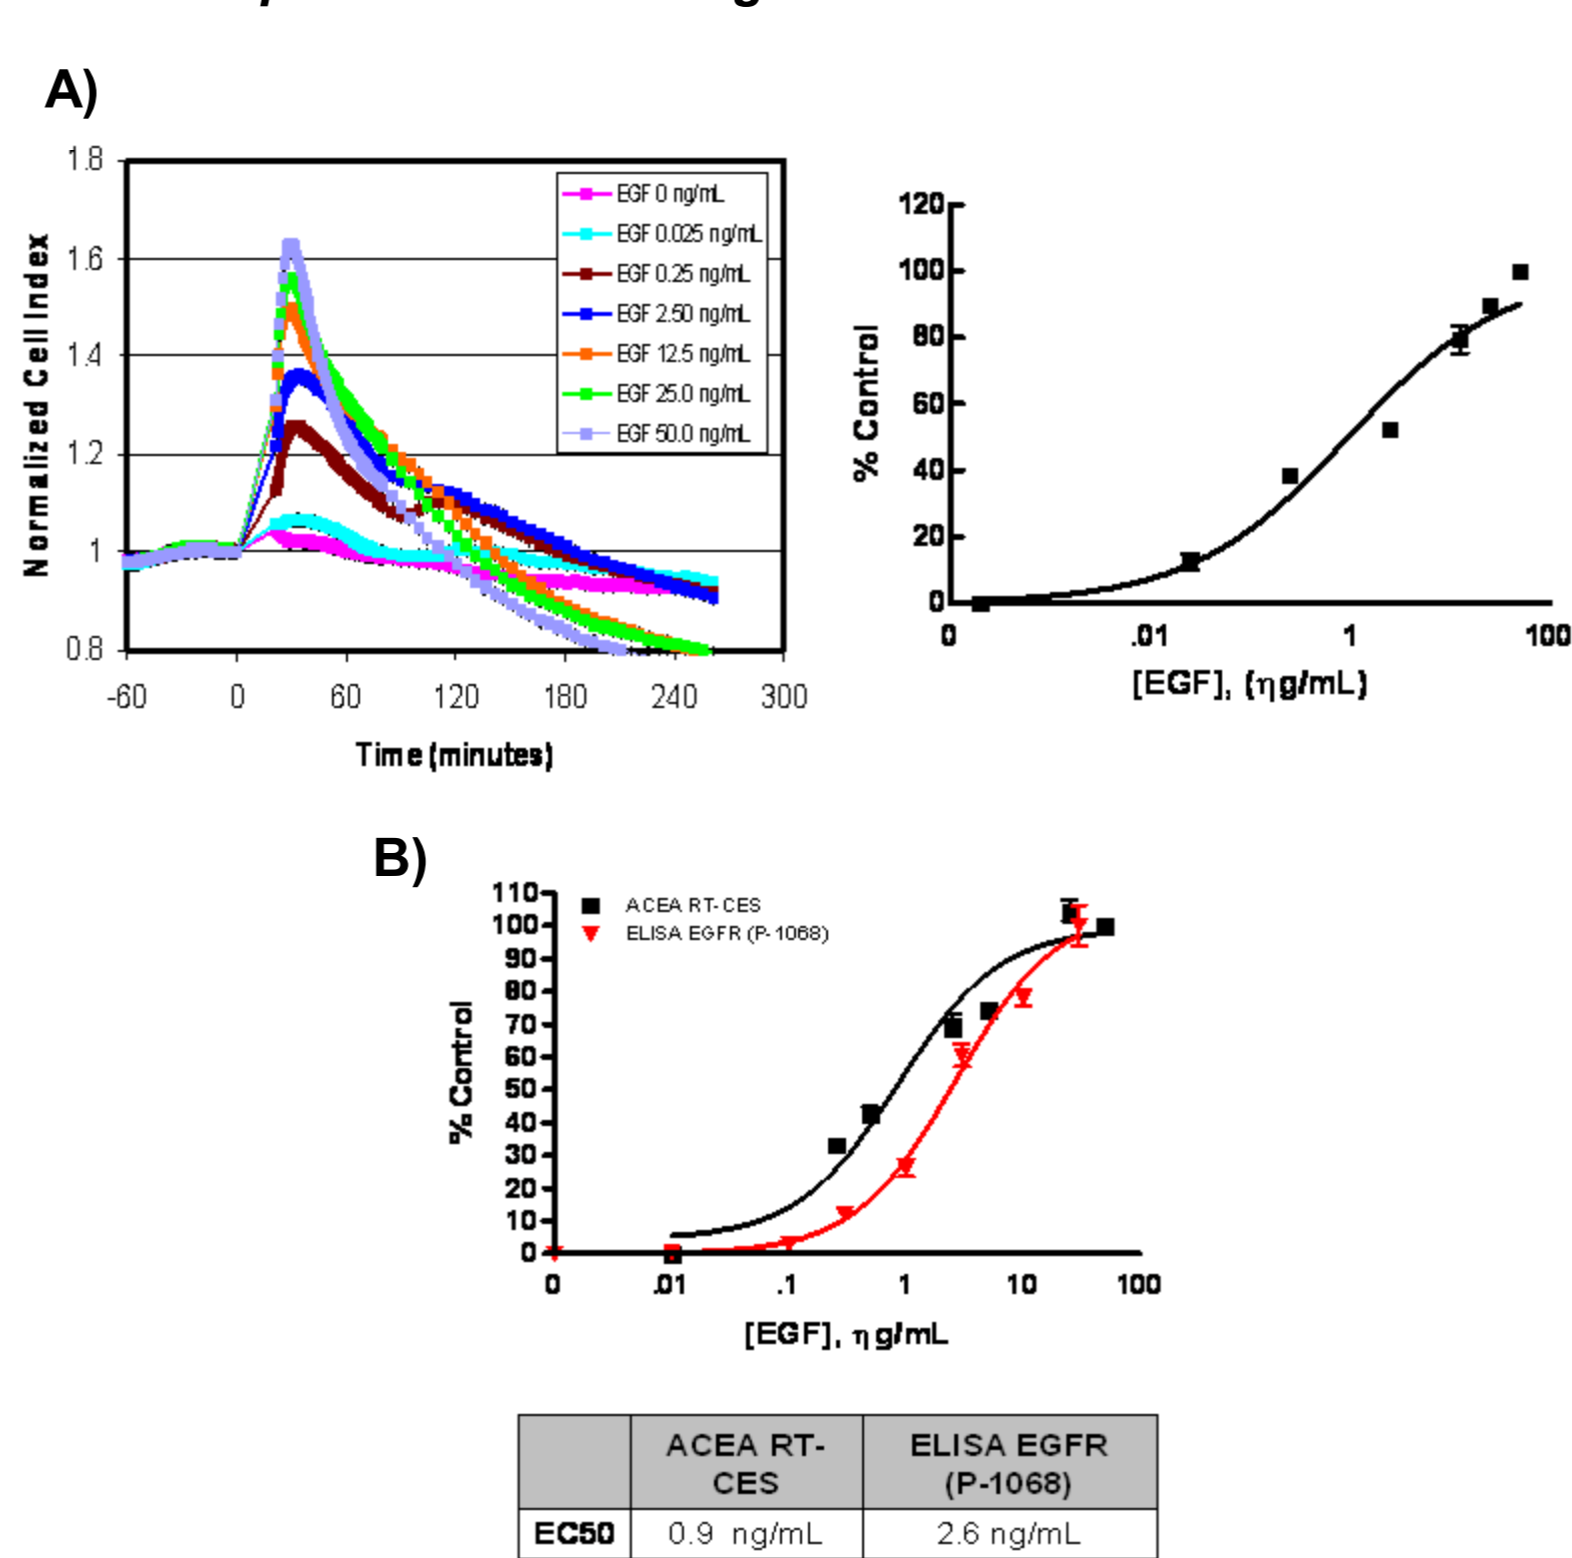 A)
1.8
1.6
1.4
1.2
1
0.8
Normalized Cell Index
-60 0 60 120 180 240 300
Time (minutes)
EGF 0 ng/mL
EGF 0.025 ng/mL
EGF 0.25 ng/mL
EGF 2.50 ng/mL
EGF 12.5 ng/mL
EGF 25.0 ng/mL
EGF 50.0 ng/mL
120
100
80
60
40
20
0
% Control
0 .01 1 100
[EGF], (ηg/mL)
B)
110
100
90
80
70
60
50
40
30
20
10
0
% Control
ACEA RT-CES
ELISA EGFR (P-1068)
0 .01 .1 1 10 100
[EGF], ηg/mL
ACEA RT-
CES
ELISA EGFR
(P-1068)
EC50 0.9 ng/mL 2.6 ng/mL